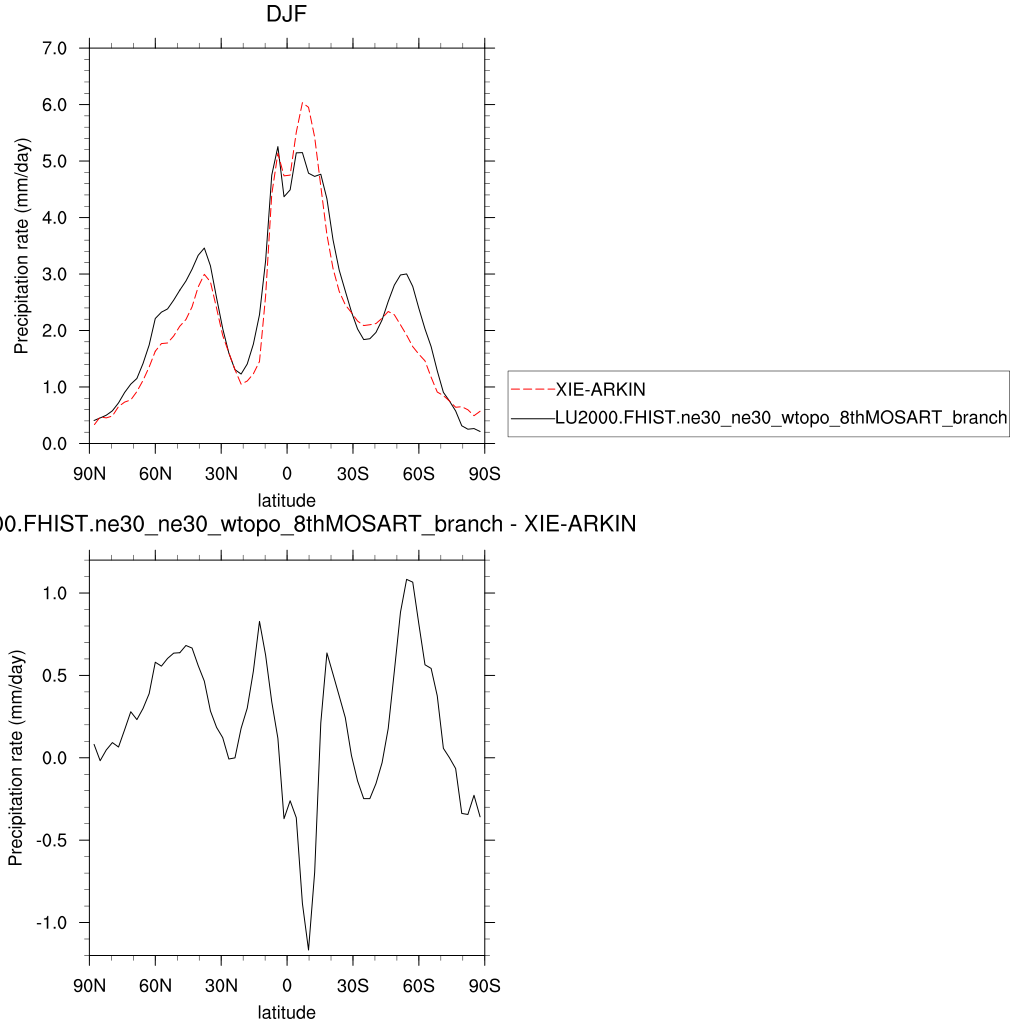 DJF
7.0
6.0
5.0
4.0
3.0
2.0
1.0
0.0
Precipitation rate (mm/day)
90N 60N 30N 0 30S 60S 90S
latitude
XIE-ARKIN
LU2000.FHIST.ne30_ne30_wtopo_8thMOSART_branch
00.FHIST.ne30_ne30_wtopo_8thMOSART_branch - XIE-ARKIN
1.0
0.5
0.0
-0.5
-1.0
Precipitation rate (mm/day)
90N 60N 30N 0 30S 60S 90S
latitude